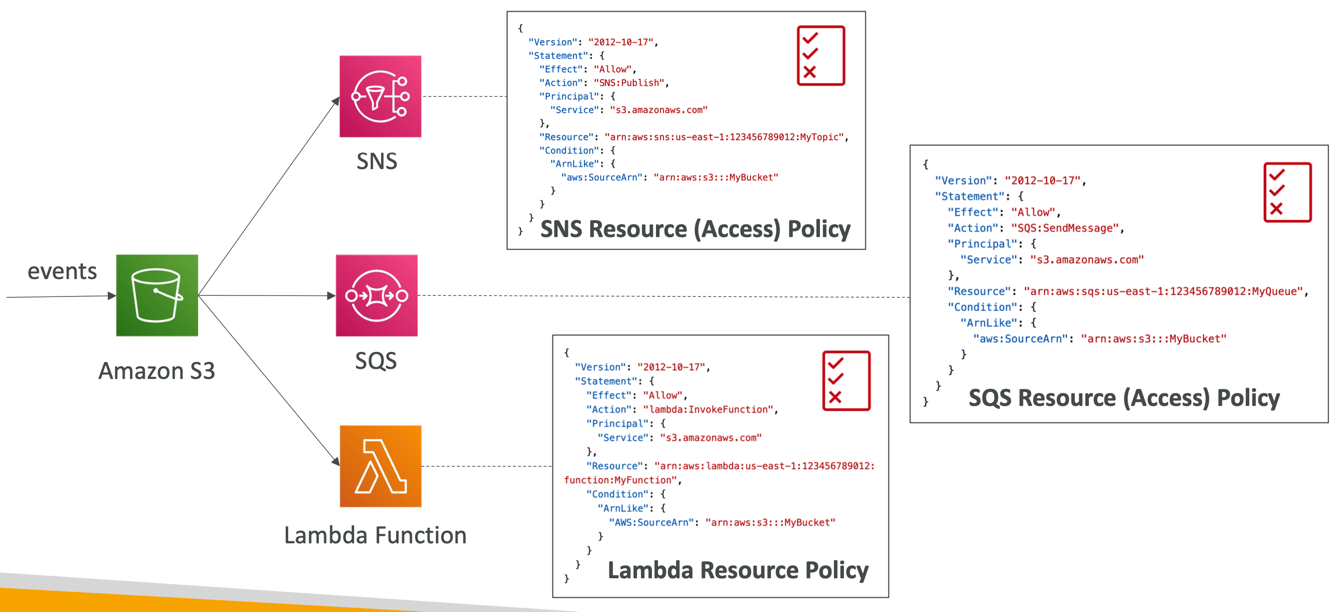 events
Amazon S3
SNS
SQS
Lambda Function
{
  "Version": "2012-10-17",
  "Statement": {
    "Effect": "Allow",
    "Action": "SNS:Publish",
    "Principal": {
      "Service": "s3.amazonaws.com"
    },
    "Resource": "arn:aws:sns:us-east-1:123456789012:MyTopic",
    "Condition": {
      "ArnLike": {
        "aws:SourceArn": "arn:aws:s3:::MyBucket"
      }
    }
  }
}
SNS Resource (Access) Policy
{
  "Version": "2012-10-17",
  "Statement": {
    "Effect": "Allow",
    "Action": "SQS:SendMessage",
    "Principal": {
      "Service": "s3.amazonaws.com"
    },
    "Resource": "arn:aws:sqs:us-east-1:123456789012:MyQueue",
    "Condition": {
      "ArnLike": {
        "aws:SourceArn": "arn:aws:s3:::MyBucket"
      }
    }
  }
}
SQS Resource (Access) Policy
{
  "Version": "2012-10-17",
  "Statement": {
    "Effect": "Allow",
    "Action": "lambda:InvokeFunction",
    "Principal": {
      "Service": "s3.amazonaws.com"
    },
    "Resource": "arn:aws:lambda:us-east-1:123456789012:
function:MyFunction",
    "Condition": {
      "ArnLike": {
        "AWS:SourceArn": "arn:aws:s3:::MyBucket"
      }
    }
  }
}
Lambda Resource Policy